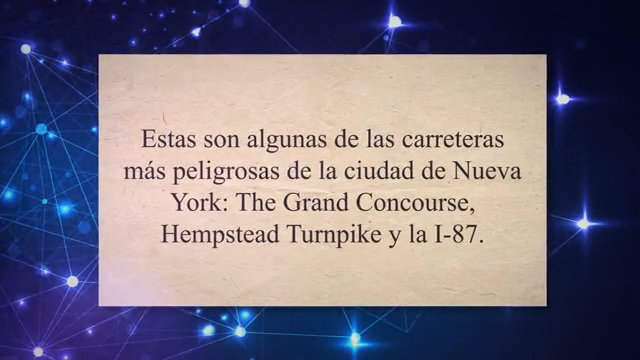 Estas son algunas de las carreteras
más peligrosas de la ciudad de Nueva
York: The Grand Concourse,
Hempstead Turnpike y la I-87.